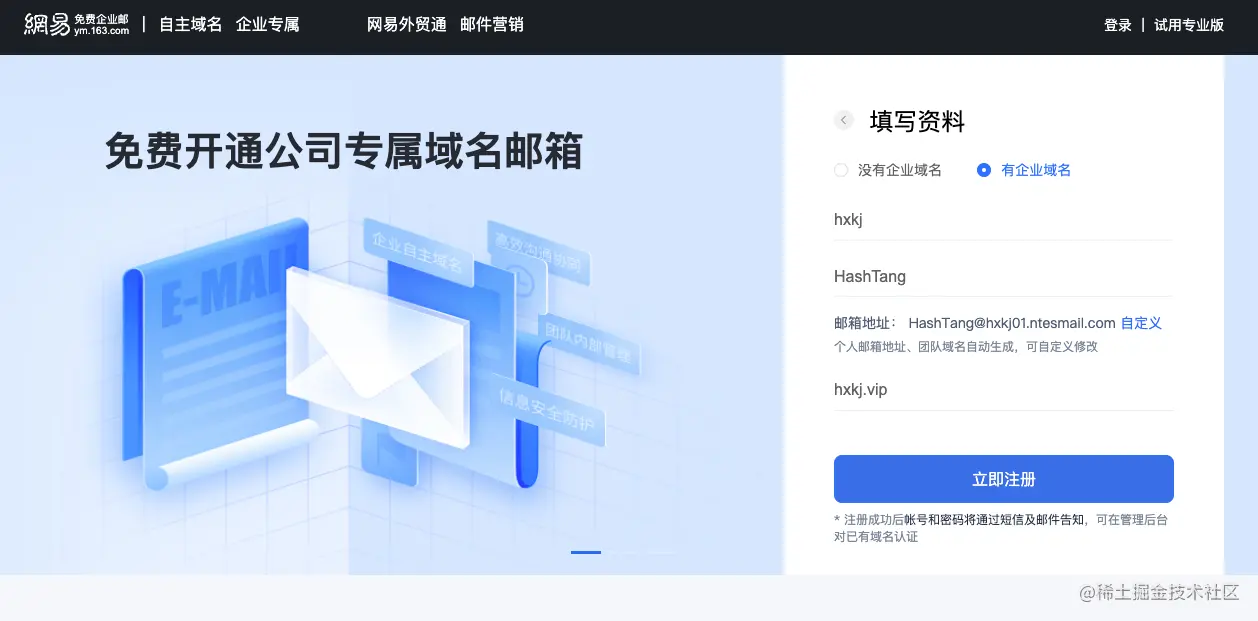 網易 免费企业邮
ym.163.com
自主域名 企业专属 网易外贸通 邮件营销
登录 | 试用专业版
免费开通公司专属域名邮箱
E-MAIL
企业自主域名
高效沟通协同
团队内部管理
信息安全防护
填写资料
没有企业域名 有企业域名
hxkj
HashTang
邮箱地址： HashTang@hxkj01.ntesmail.com 自定义
个人邮箱地址、团队域名自动生成，可自定义修改
hxkj.vip
立即注册
* 注册成功后帐号和密码将通过短信及邮件告知，可在管理后台
对已有域名认证
@稀土掘金技术社区